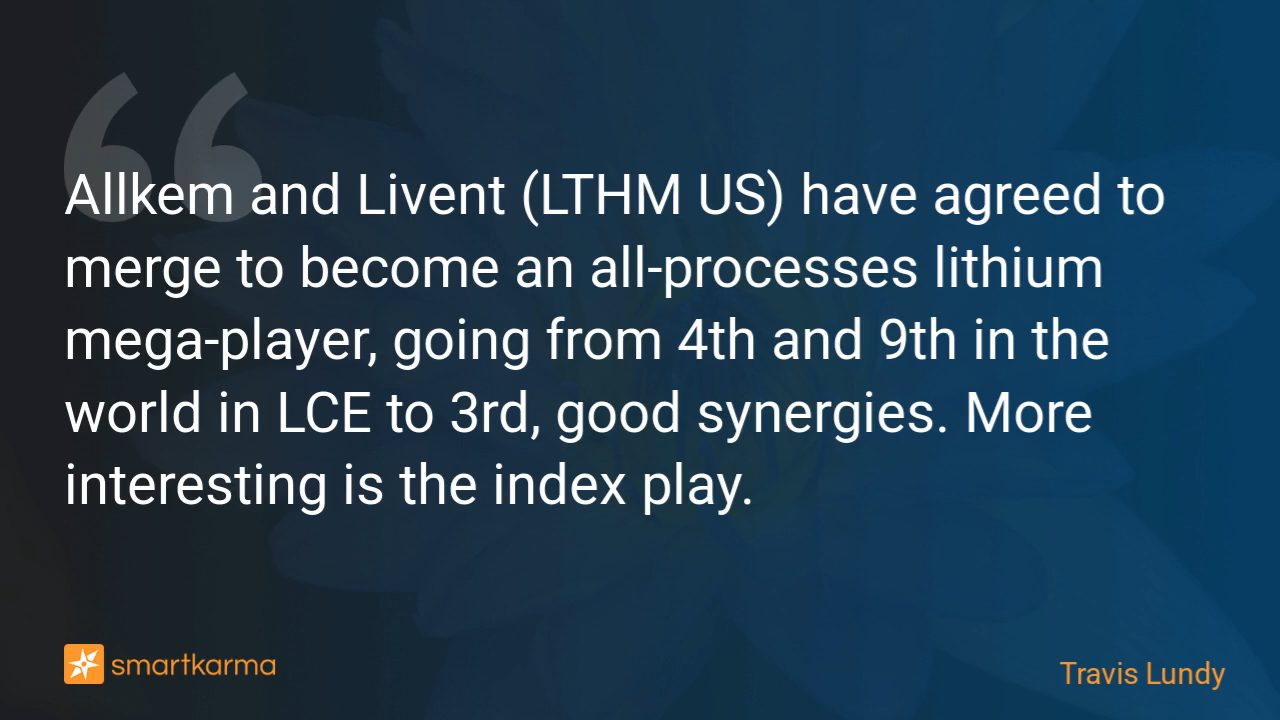 Allkem and Livent (LTHM US) have agreed to
merge to become an all-processes lithium
mega-player, going from 4th and 9th in the
world in LCE to 3rd, good synergies. More
interesting is the index play.
smartkarma
Travis Lundy